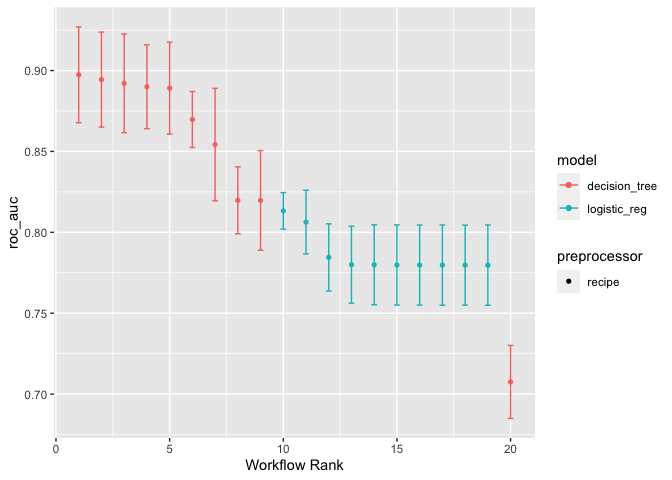 0.90
0.85
0.80
0.75
0.70
roc_auc
0
5
10
15
20
Workflow Rank
model
decision_tree
logistic_reg
preprocessor
recipe